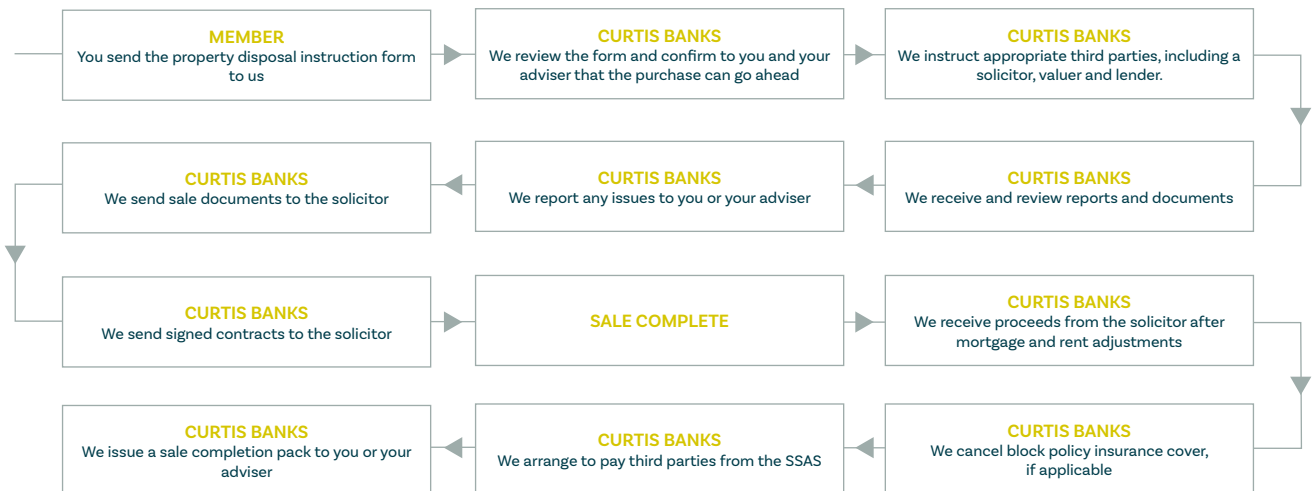 MEMBER
You send the property disposal instruction form
to us
CURTIS BANKS
We review the form and confirm to you and your
adviser that the purchase can go ahead
CURTIS BANKS
We instruct appropriate third parties, including a
solicitor, valuer and lender.
CURTIS BANKS
We receive and review reports and documents
CURTIS BANKS
We report any issues to you or your adviser
CURTIS BANKS
We send sale documents to the solicitor
CURTIS BANKS
We send signed contracts to the solicitor
SALE COMPLETE
CURTIS BANKS
We receive proceeds from the solicitor after
mortgage and rent adjustments
CURTIS BANKS
We cancel block policy insurance cover,
if applicable
CURTIS BANKS
We arrange to pay third parties from the SSAS
CURTIS BANKS
We issue a sale completion pack to you or your
adviser